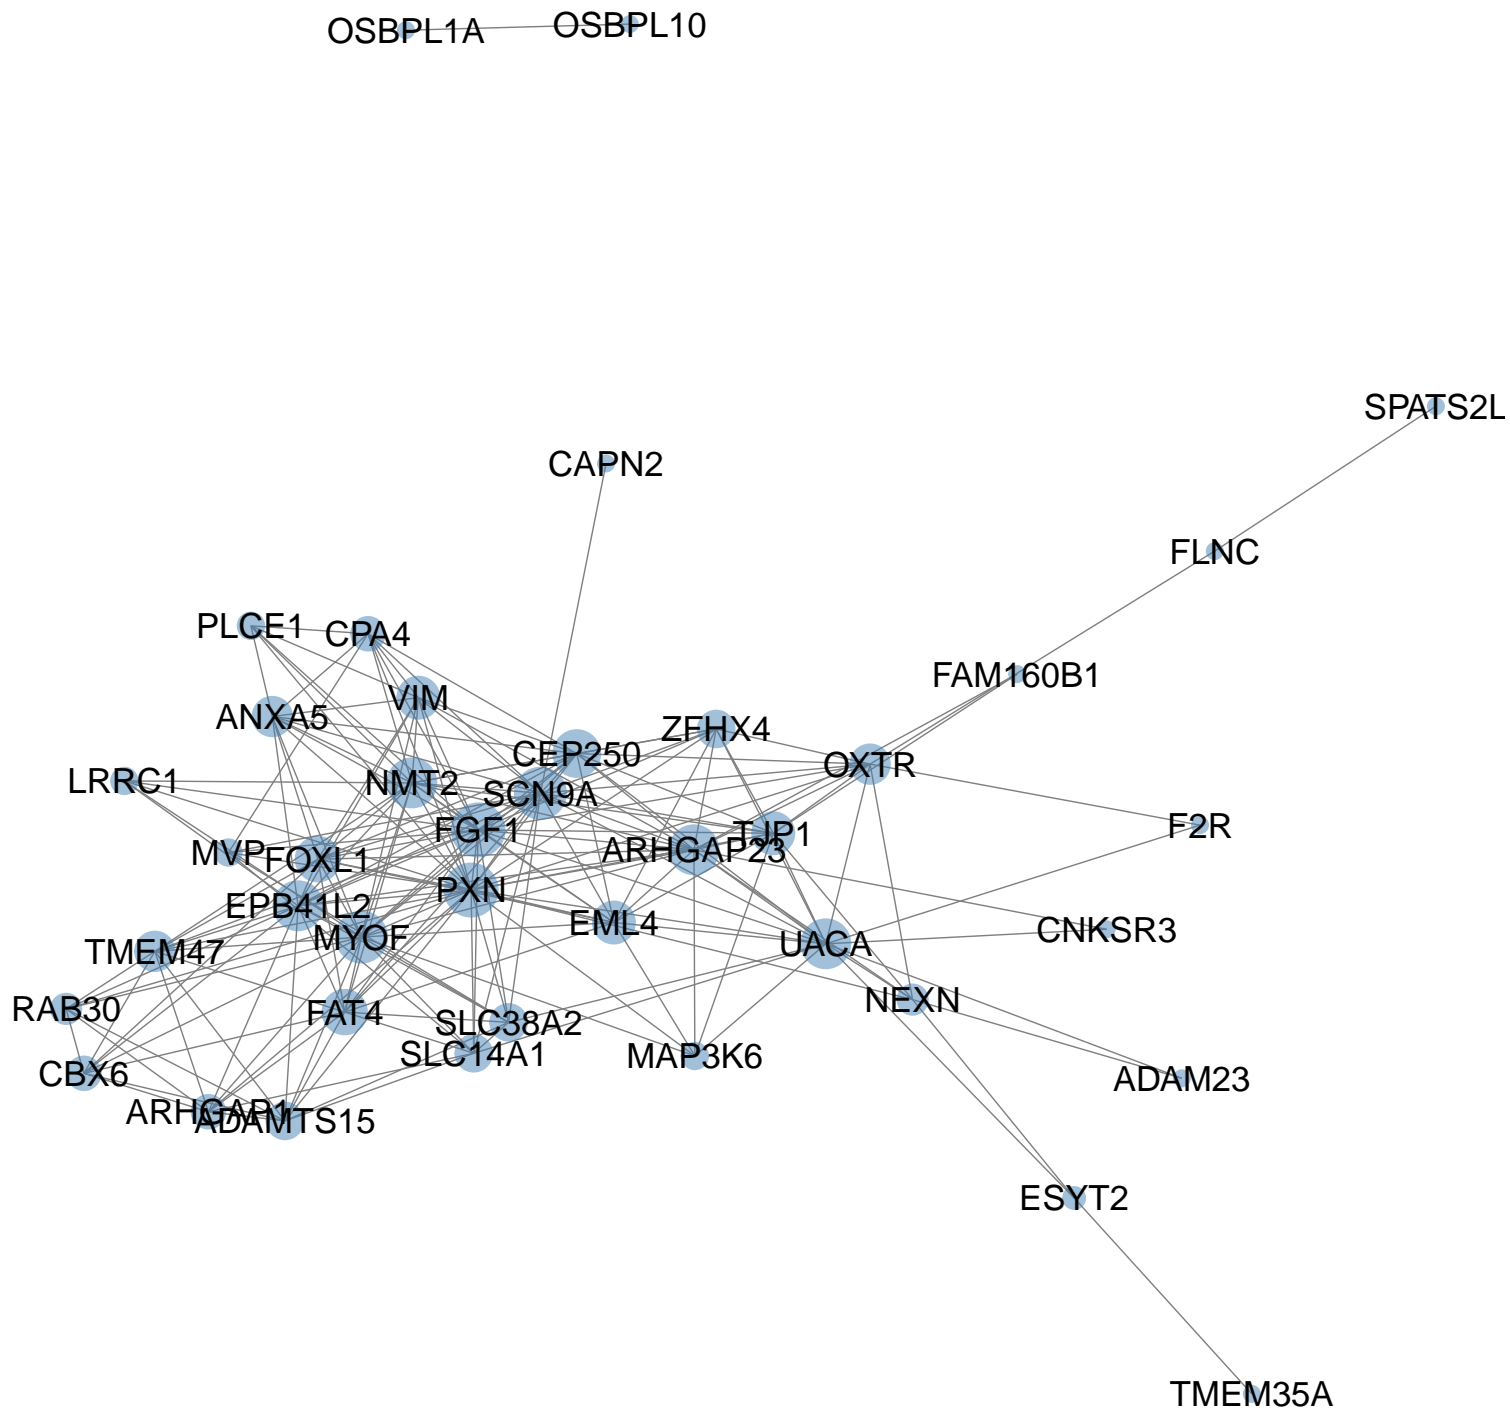 OSBPL1A
OSBPL10
SPATS2L
CAPN2
FLNC
PLCE1
CPA4
FAM160B1
VIM
ANXA5
ZFHX4
CEP250
OXTR
LRRC1
NMT2
SCN9A
FGF1
TJP1
F2R
MVP
FOXL1
ARHGAP23
PXN
EPB41L2
EML4
MYOF
UACA
CNKSR3
TMEM47
NEXN
RAB30
FAT4
SLC38A2
SLC14A1
MAP3K6
CBX6
ADAM23
ARHGAP1
ADAMTS15
ESYT2
TMEM35A